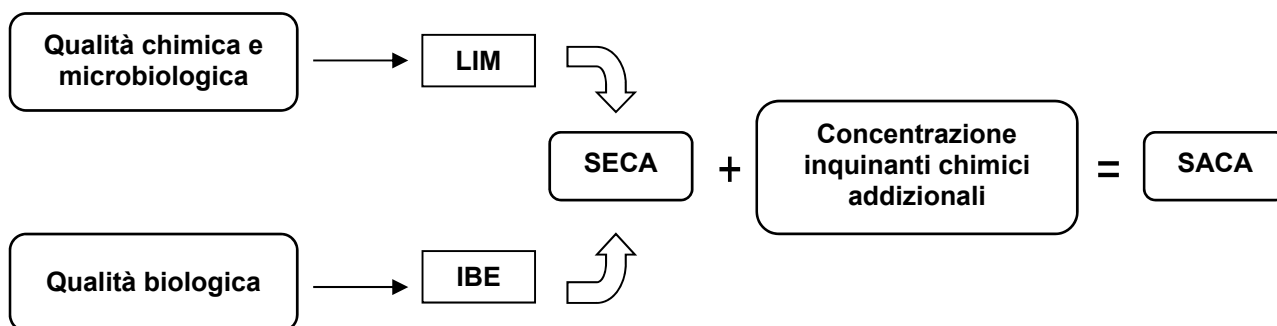 Qualità chimica e
microbiologica
LIM
SECA
+
Concentrazione
inquinanti chimici
addizionali
=
SACA
Qualità biologica
IBE